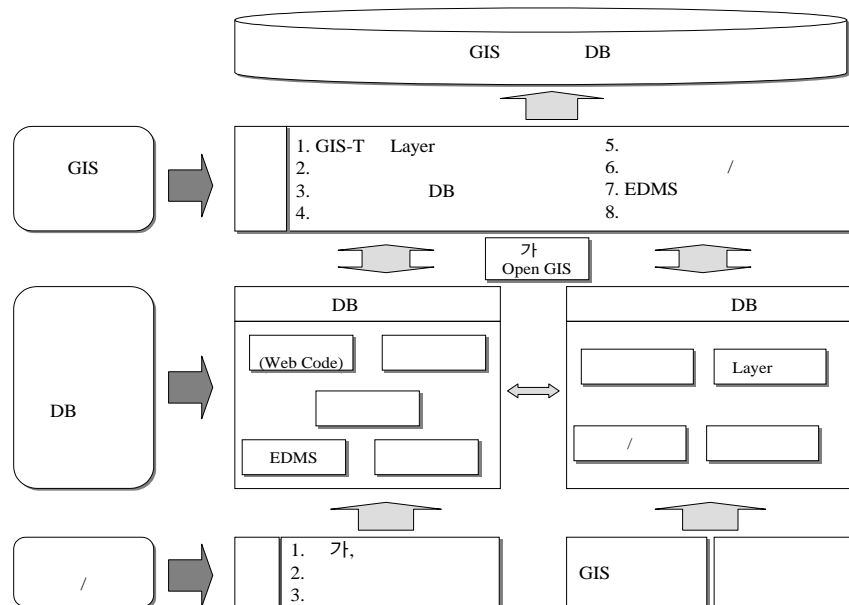 GIS DB
GIS
1. GIS-T Layer
2.
3. DB
4.
5.
6. /
7. EDMS
8.
가
Open GIS
DB
DB
DB
(Web Code)
EDMS
Layer
/
/
1. 가,
2.
3.
GIS